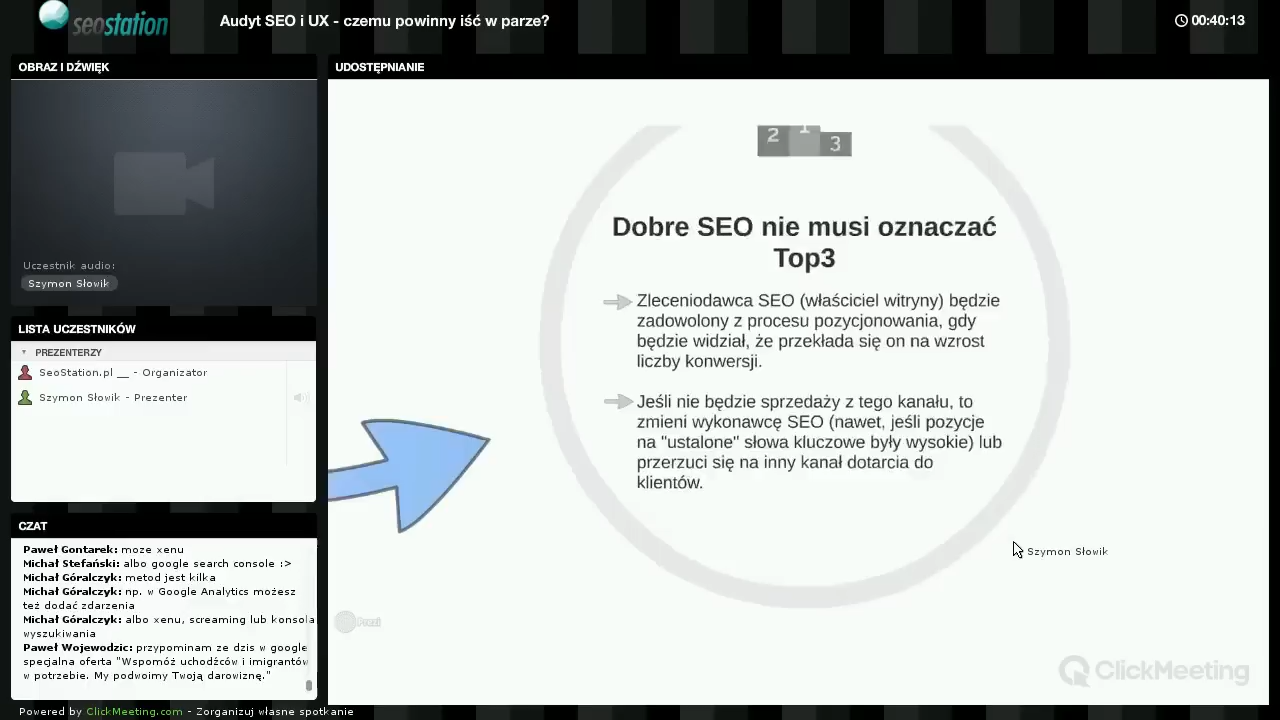 seostation
Audyt SEO i UX - czemu powinny iść w parze?
00:40:13
OBRAZ I DŹWIĘK
Uczestnik audio:
Szymon Słowik
LISTA UCZESTNIKÓW
PREZENTERZY
SeoStation.pl __ - Organizator
Szymon Słowik - Prezenter
CZAT
Paweł Gontarek: moze xenu
Michał Stefański: albo google search console :>
Michał Góralczyk: metod jest kilka
Michał Góralczyk: np. w Google Analytics możesz
też dodać zdarzenia
Michał Góralczyk: albo xenu, screaming lub konsola
wyszukiwania
Paweł Wojewodzic: przypominam ze dzis w google
specjalna oferta "Wspomóż uchodźców i imigrantów
w potrzebie. My podwoimy Twoją darowiznę."
UDOSTĘPNIANIE
2 1 3
Dobre SEO nie musi oznaczać
Top3
Zleceniodawca SEO (właściciel witryny) będzie
zadowolony z procesu pozycjonowania, gdy
będzie widział, że przekłada się on na wzrost
liczby konwersji.
Jeśli nie będzie sprzedaży z tego kanału, to
zmieni wykonawcę SEO (nawet, jeśli pozycje
na "ustalone" słowa kluczowe były wysokie) lub
przerzuci się na inny kanał dotarcia do
klientów.
Szymon Słowik
Prezi
ClickMeeting
Powered by ClickMeeting.com - Zorganizuj własne spotkanie